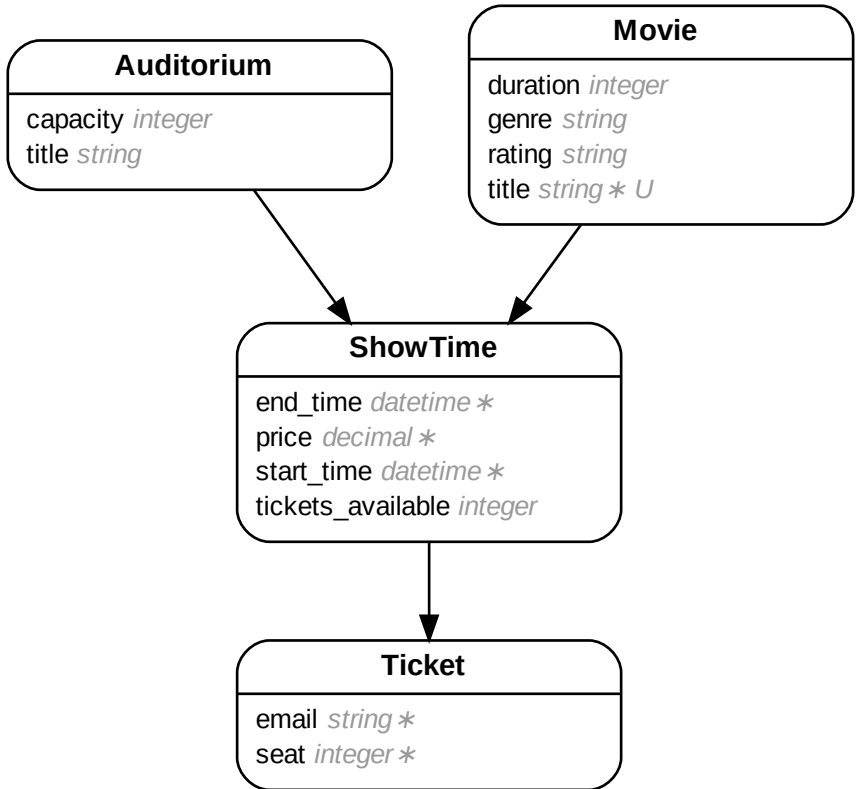 Auditorium
capacity integer
title string
Movie
duration integer
genre string
rating string
title string ∗ U
ShowTime
end_time datetime ∗
price decimal ∗
start_time datetime ∗
tickets_available integer
Ticket
email string ∗
seat integer ∗